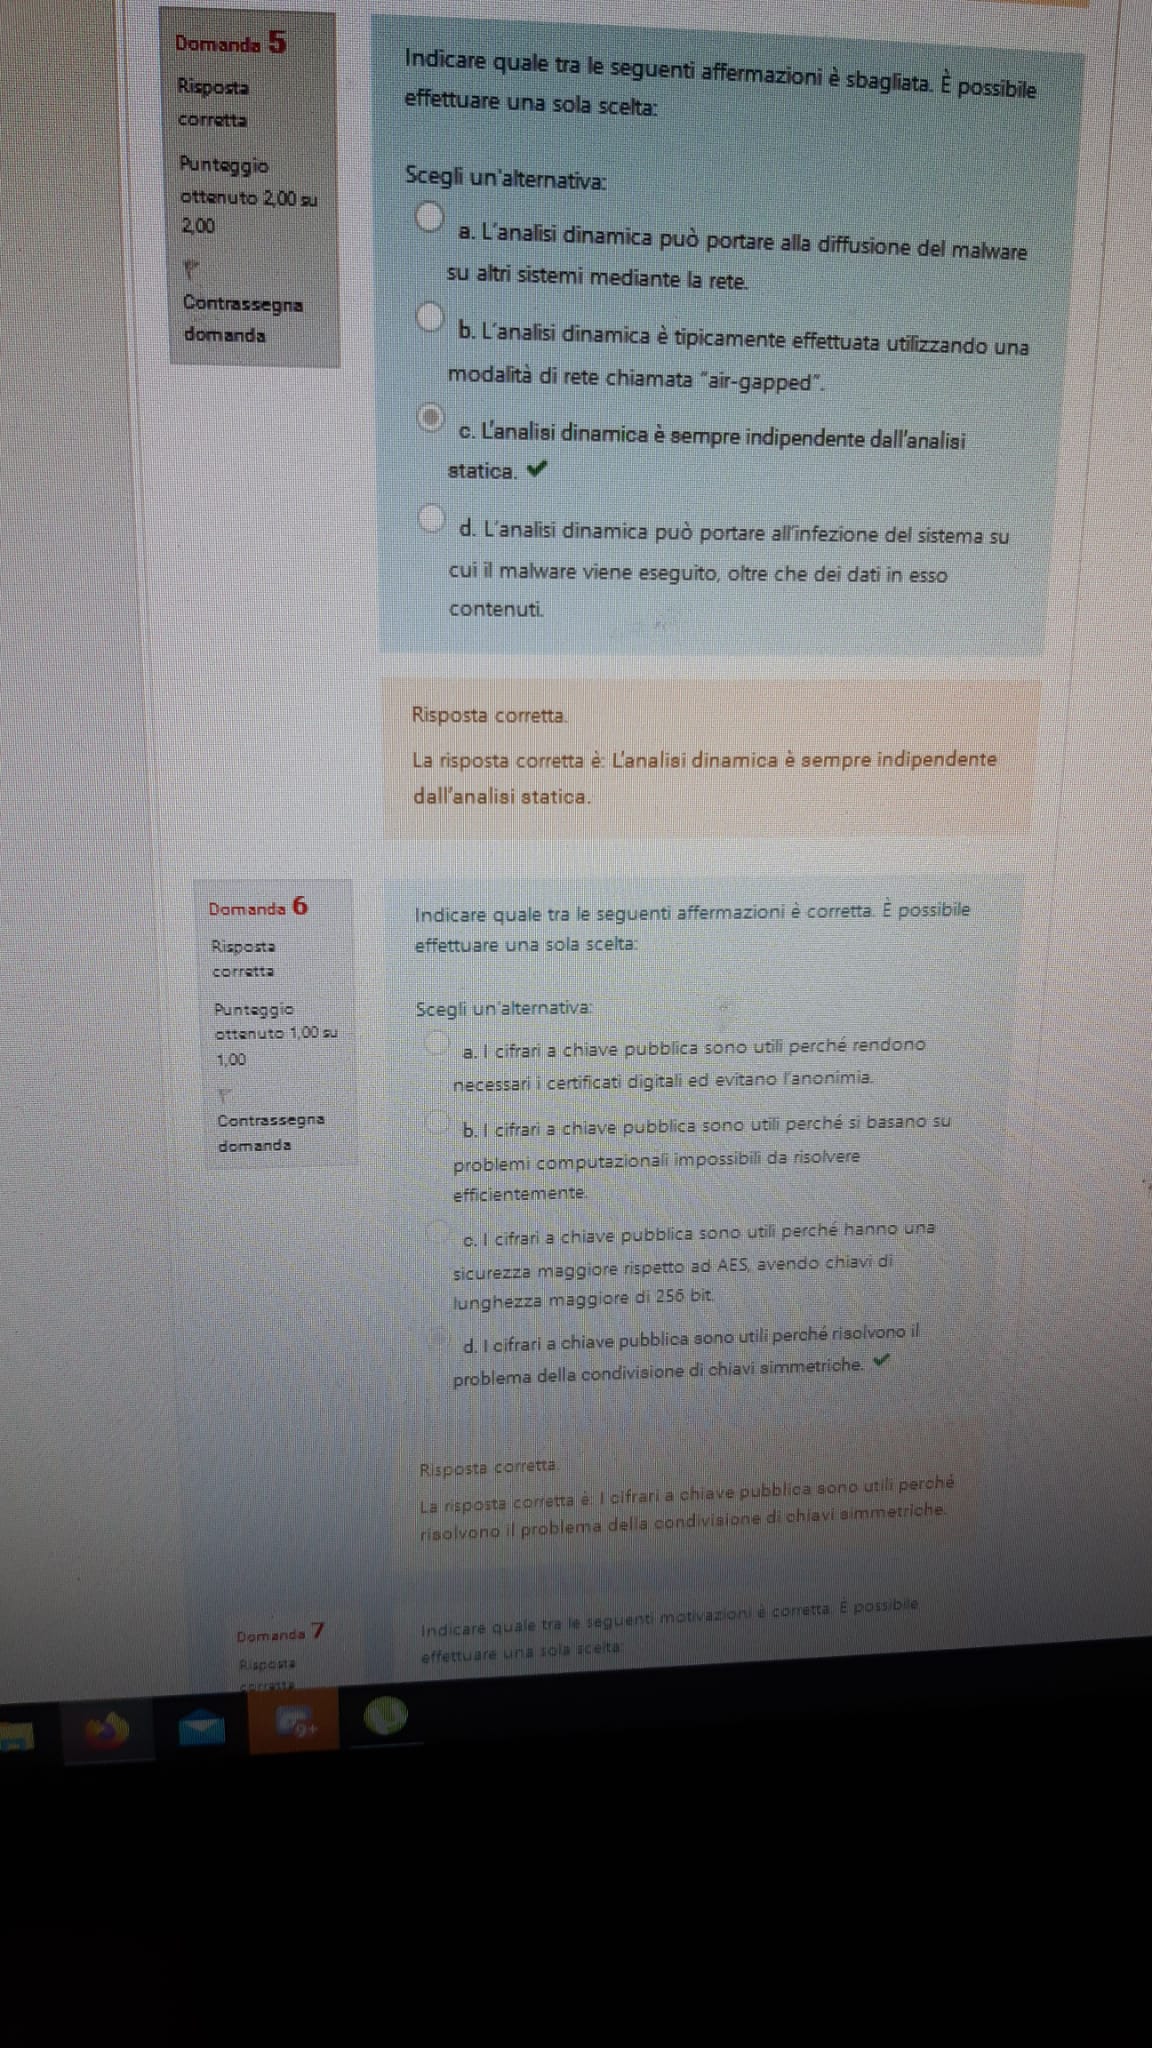 Domanda 5
Risposta
corretta
Punteggio
ottenuto 2,00 su
2,00
Contrassegna
domanda
Indicare quale tra le seguenti affermazioni è sbagliata. È possibile
effettuare una sola scelta:
Scegli un'alternativa:
a. L'analisi dinamica può portare alla diffusione del malware
su altri sistemi mediante la rete.
b. L'analisi dinamica è tipicamente effettuata utilizzando una
modalità di rete chiamata "air-gapped".
c. L'analisi dinamica è sempre indipendente dall'analisi
statica.
d. L'analisi dinamica può portare all'infezione del sistema su
cui il malware viene eseguito, oltre che dei dati in esso
contenuti.
Risposta corretta.
La risposta corretta è: L'analisi dinamica è sempre indipendente
dall'analisi statica.
Domanda 6
Risposta
corretta
Punteggio
ottenuto 1,00 su
1,00
Contrassegna
domanda
Indicare quale tra le seguenti affermazioni è corretta. È possibile
effettuare una sola scelta:
Scegli un'alternativa:
a. I cifrari a chiave pubblica sono utili perché rendono
necessari i certificati digitali ed evitano l'anonimia.
b. I cifrari a chiave pubblica sono utili perché si basano su
problemi computazionali impossibili da risolvere
efficientemente.
c. I cifrari a chiave pubblica sono utili perché hanno una
sicurezza maggiore rispetto ad AES, avendo chiavi di
lunghezza maggiore di 256 bit.
d. I cifrari a chiave pubblica sono utili perché risolvono il
problema della condivisione di chiavi simmetriche.
Risposta corretta.
La risposta corretta è: I cifrari a chiave pubblica sono utili perché
risolvono il problema della condivisione di chiavi simmetriche.
Domanda 7
Risposta
corretta
Indicare quale tra le seguenti motivazioni è corretta. È possibile
effettuare una sola scelta:
9+